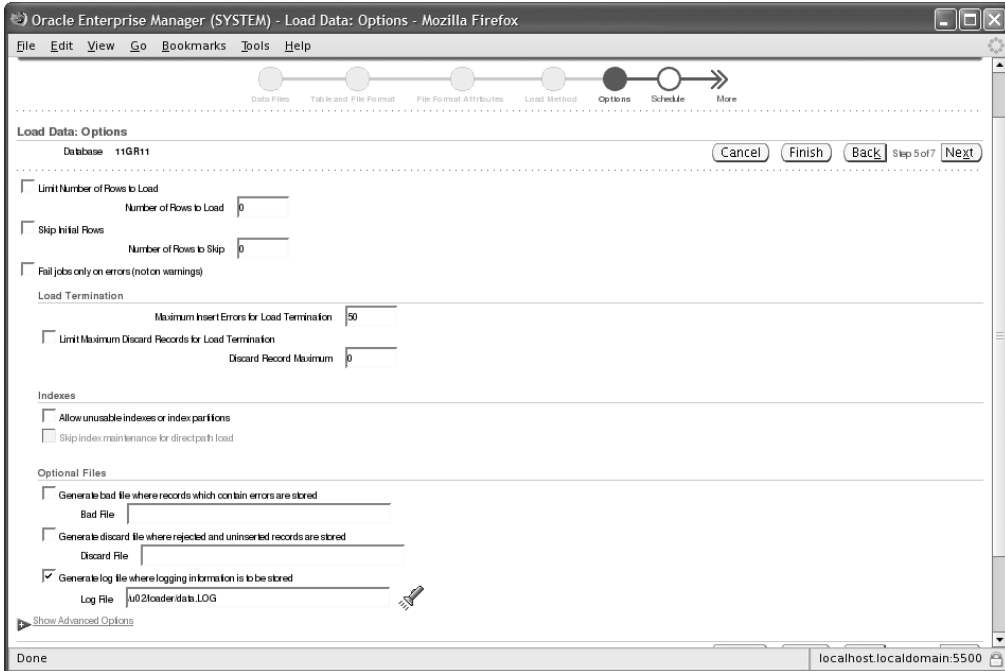 Oracle Enterprise Manager (SYSTEM) - Load Data: Options - Mozilla Firefox
File Edit View Go Bookmarks Tools Help
Data Files Table and File Format File Format Attributes Load Method Options Schedule More
Load Data: Options
Database 11GR11
Cancel Finish Back Step 5 of 7 Next
Limit Number of Rows to Load
Number of Rows to Load 0
Skip Initial Rows
Number of Rows to Skip 0
Fail jobs only on errors (not on warnings)
Load Termination
Maximum Insert Errors for Load Termination 50
Limit Maximum Discard Records for Load Termination
Discard Record Maximum 0
Indexes
Allow unusable indexes or index partitions
Skip index maintenance for direct path load
Optional Files
Generate bad file where records which contain errors are stored
Bad File
Generate discard file where rejected and uninserted records are stored
Discard File
Generate log file where logging information is to be stored
Log File /u02/loader/data.LOG
Show Advanced Options
Done localhost.localdomain:5500